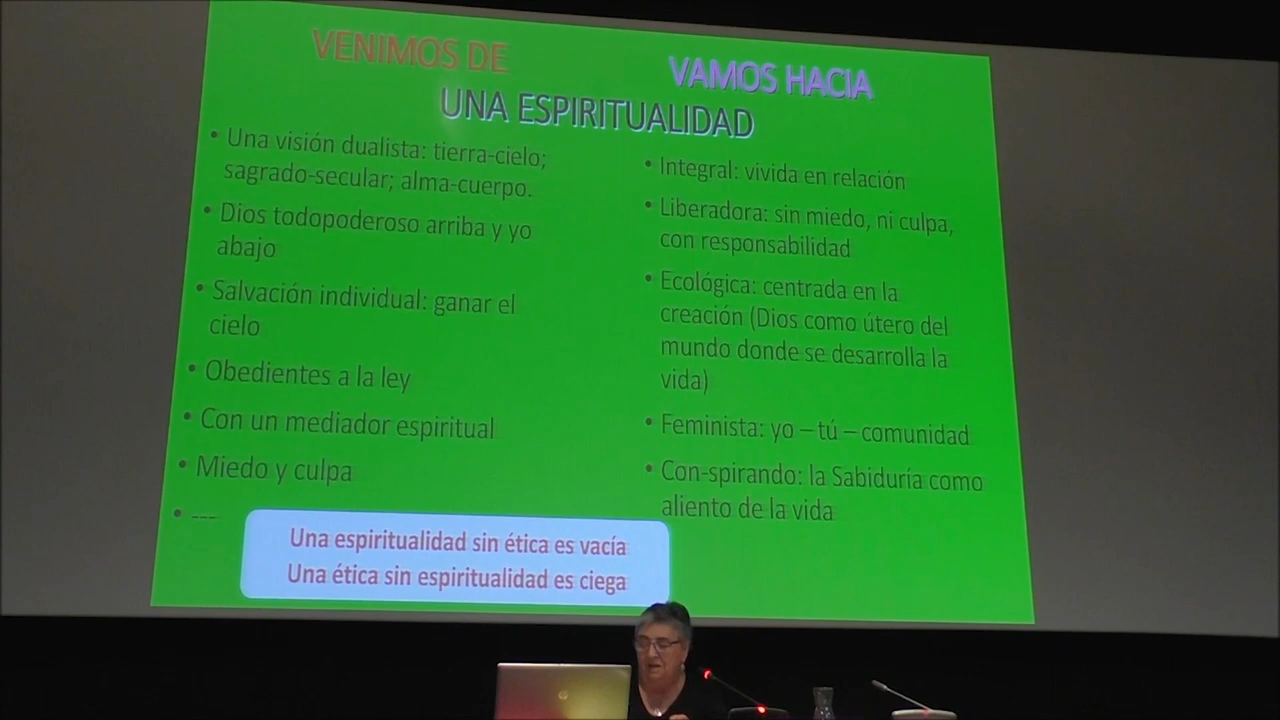 VENIMOS DE
VAMOS HACIA
UNA ESPIRITUALIDAD
• Una visión dualista: tierra-cielo;
sagrado-secular; alma-cuerpo.
• Dios todopoderoso arriba y yo
abajo
• Salvación individual: ganar el
cielo
• Obedientes a la ley
• Con un mediador espiritual
• Miedo y culpa
• ----
• Integral: vivida en relación
• Liberadora: sin miedo, ni culpa,
con responsabilidad
• Ecológica: centrada en la
creación (Dios como útero del
mundo donde se desarrolla la
vida)
• Feminista: yo – tú – comunidad
• Con-spirando: la Sabiduría como
aliento de la vida
Una espiritualidad sin ética es vacía
Una ética sin espiritualidad es ciega
hp